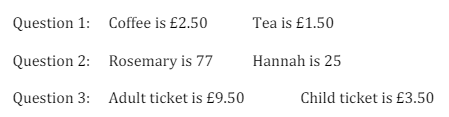 Question 1: Coffee is £2.50 Tea is £1.50
Question 2: Rosemary is 77 Hannah is 25
Question 3: Adult ticket is £9.50 Child ticket is £3.50